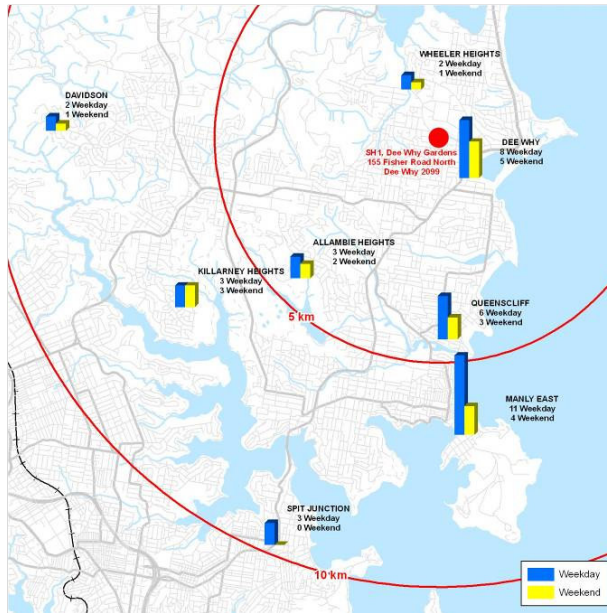 WHEELER HEIGHTS
2 Weekday
1 Weekend
DAVIDSON
2 Weekday
1 Weekend
SH1, Dee Why Gardens
155 Fisher Road North
Dee Why 2099
DEE WHY
8 Weekday
5 Weekend
ALLAMBIE HEIGHTS
3 Weekday
2 Weekend
KILLARNEY HEIGHTS
3 Weekday
3 Weekend
QUEENSCLIFF
6 Weekday
3 Weekend
5 km
MANLY EAST
11 Weekday
4 Weekend
SPIT JUNCTION
3 Weekday
0 Weekend
10 km
Weekday
Weekend